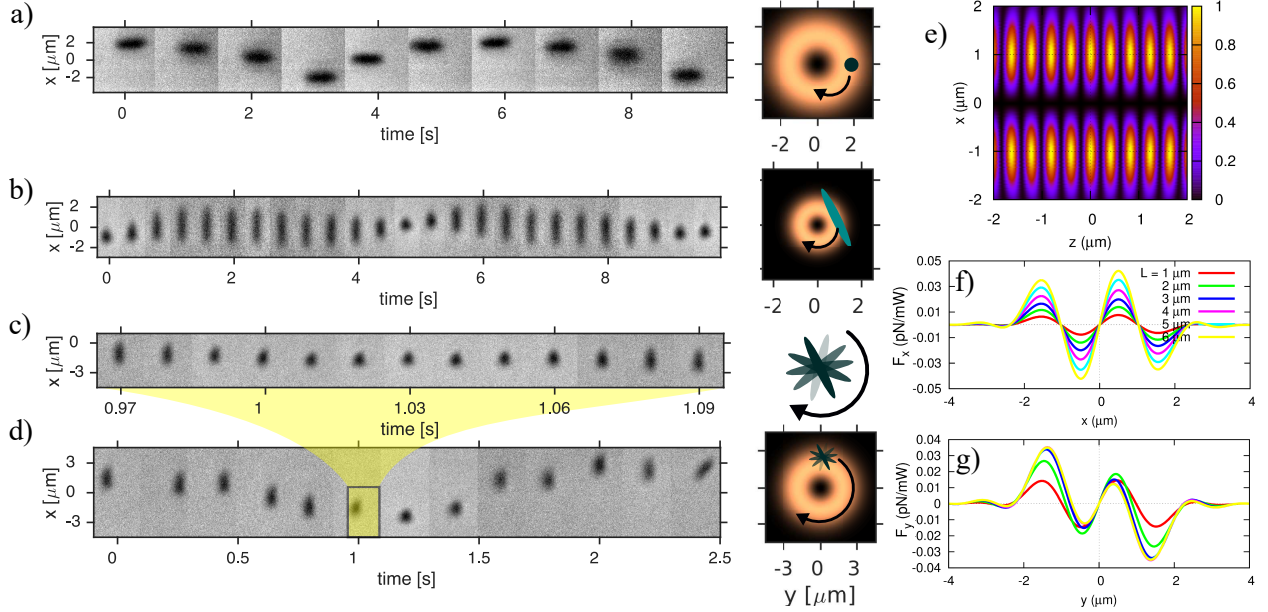 a)
x [μm]
2
-2
0
2
4
6
8
time [s]
-2
0
2
b)
x [μm]
2
-2
0
2
4
6
8
time [s]
-2
0
2
c)
x [μm]
0
-3
0.97
1
1.03
1.06
1.09
time [s]
d)
x [μm]
3
0
-3
0
0.5
1
1.5
2
2.5
time [s]
-3
0
3
y [μm]
e)
x (μm)
2
1
0
-1
-2
-2
-1
0
1
2
z (μm)
1
0.8
0.6
0.4
0.2
0
f)
Fx (pN/mW)
0.05
0.03
0.01
-0.01
-0.03
-0.05
L = 1 μm
2 μm
3 μm
4 μm
5 μm
6 μm
-4
-2
0
2
4
x (μm)
g)
Fy (pN/mW)
0.04
0.03
0.02
0.01
0
-0.01
-0.02
-0.03
-0.04
-4
-2
0
2
4
y (μm)